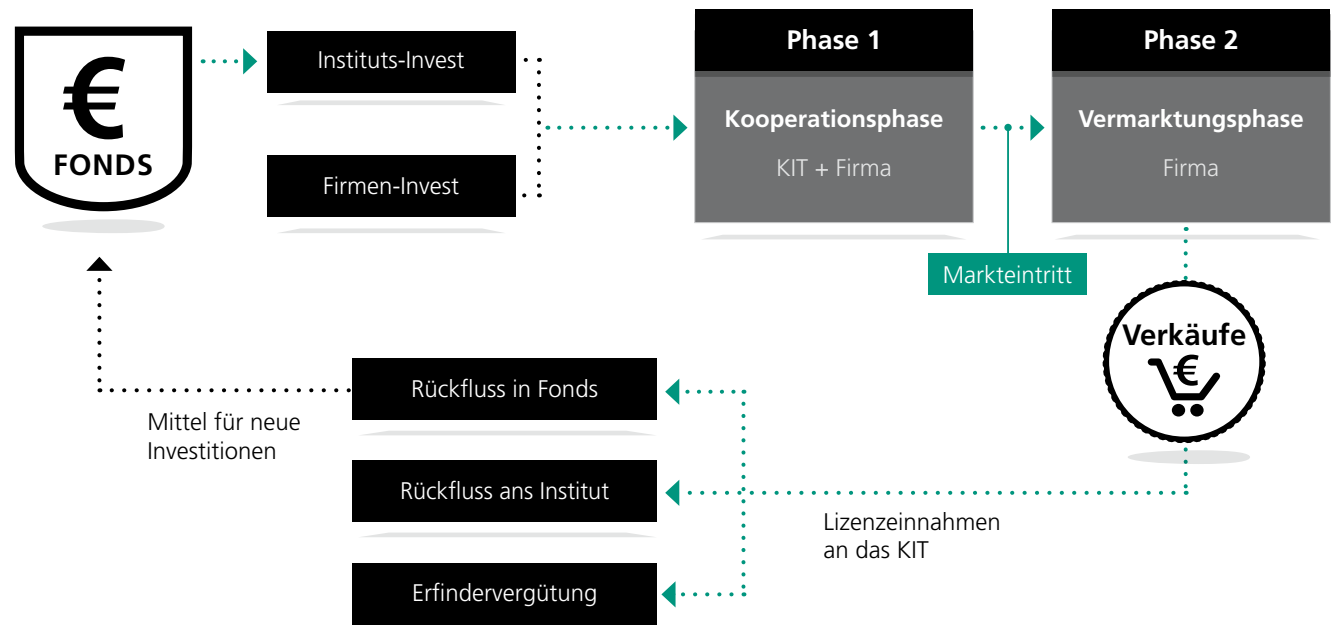 €
FONDS
Instituts-Invest
Firmen-Invest
Phase 1
Kooperationsphase
KIT + Firma
Markteintritt
Phase 2
Vermarktungsphase
Firma
Verkäufe
€
Lizenzeinnahmen
an das KIT
Rückfluss in Fonds
Rückfluss ans Institut
Erfindervergütung
Mittel für neue
Investitionen